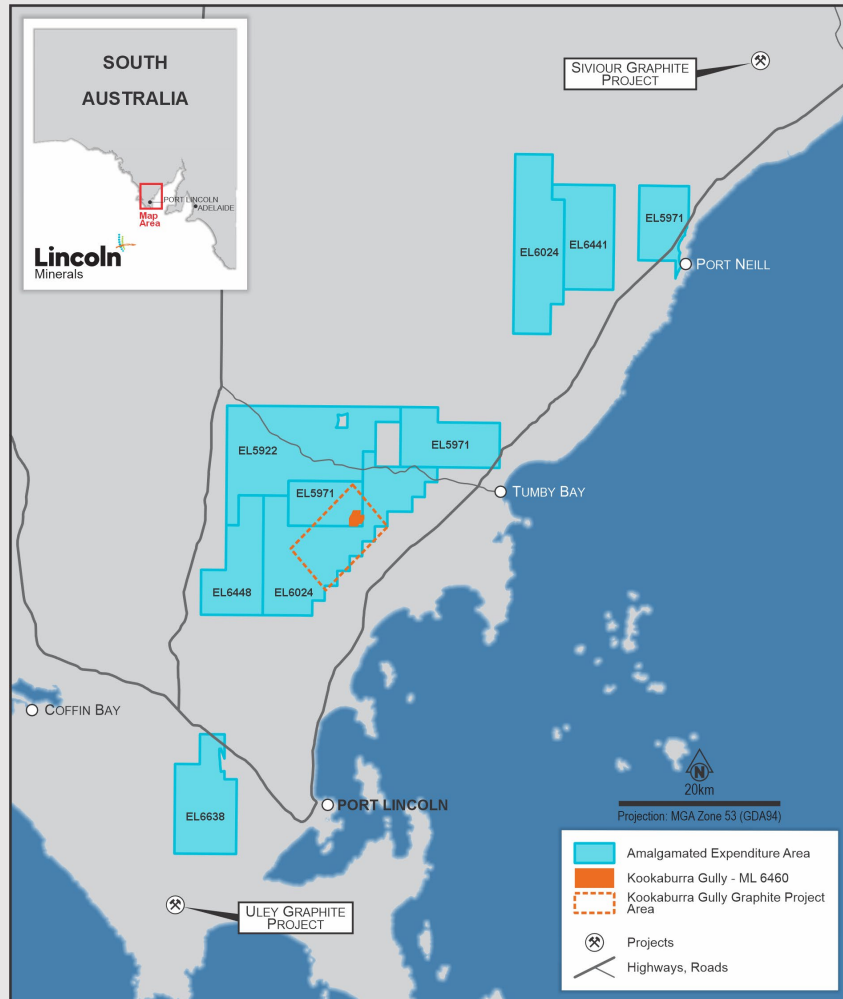 SOUTH
AUSTRALIA
PORT LINCOLN
ADELAIDE
Map
Area
Lincoln
Minerals
SIVIOUR GRAPHITE
PROJECT
EL6024
EL6441
EL5971
PORT NEILL
EL5922
EL5971
EL5971
TUMBY BAY
EL6448
EL6024
COFFIN BAY
EL6638
PORT LINCOLN
N
20km
Projection: MGA Zone 53 (GDA94)
ULEY GRAPHITE
PROJECT
Amalgamated Expenditure Area
Kookaburra Gully - ML 6460
Kookaburra Gully Graphite Project
Area
Projects
Highways, Roads